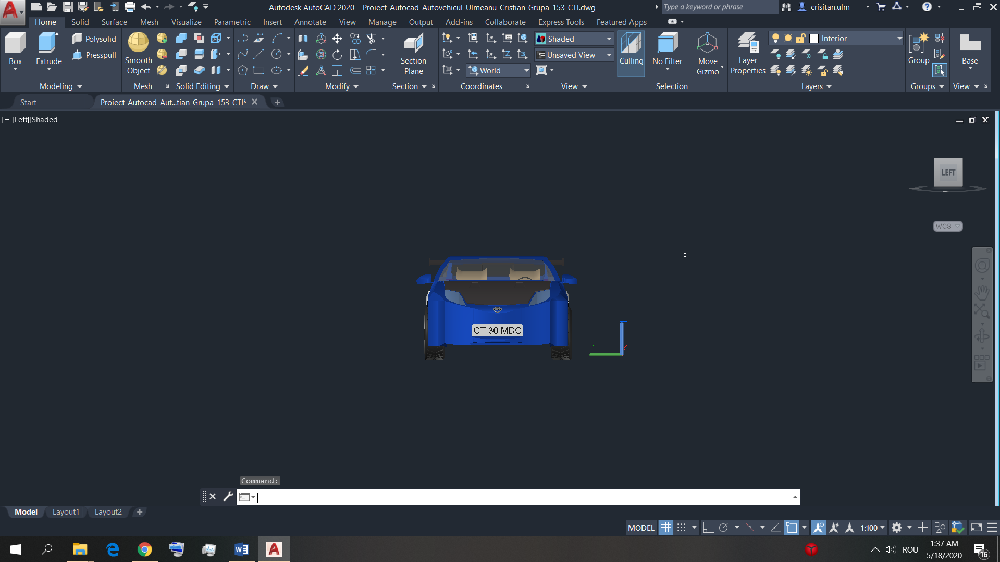 Autodesk AutoCAD 2020 Proiect_Autocad_Autovehicul_Ulmeanu_Cristian_Grupa_153_CTI.dwg
Type a keyword or phrase
crisitan.ulm
Home Solid Surface Mesh Visualize Parametric Insert Annotate View Manage Output Add-ins Collaborate Express Tools Featured Apps
Box
Extrude
Polysolid
Presspull
Smooth Object
Section Plane
World
Shaded
Unsaved View
Culling
No Filter
Move Gizmo
Layer Properties
Interior
Group
Base
Modeling Mesh Solid Editing Draw Modify Section Coordinates View Selection Layers Groups View
Start
Proiect_Autocad_Aut...tian_Grupa_153_CTI*
[−][Left][Shaded]
LEFT
WCS
CT 30 MDC
Z
Y
Command:
Model Layout1 Layout2
MODEL
1:100
ROU
1:37 AM
5/18/2020
16